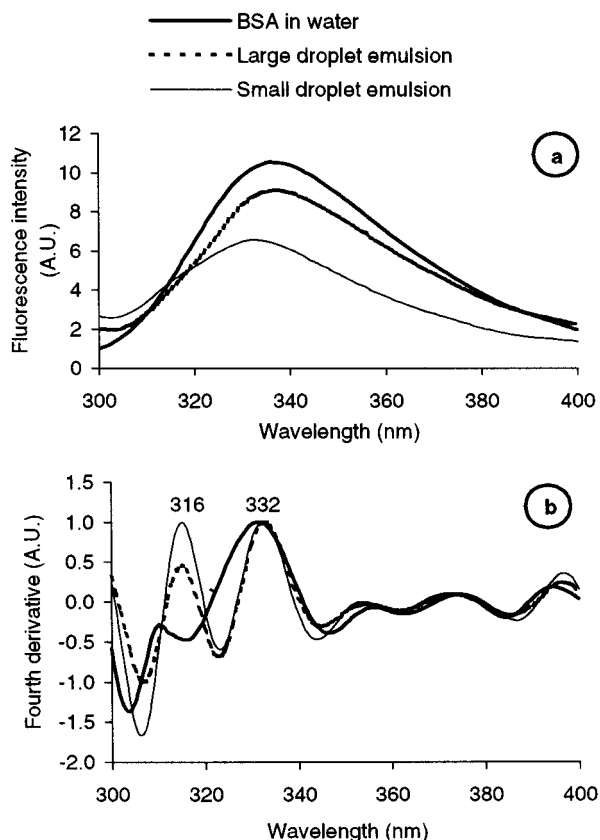 BSA in water
Large droplet emulsion
Small droplet emulsion
a
Fluorescence intensity
(A.U.)
12
10
8
6
4
2
0
300 320 340 360 380 400
Wavelength (nm)
b
Fourth derivative (A.U.)
316 332
1.5
1.0
0.5
0.0
-0.5
-1.0
-1.5
-2.0
300 320 340 360 380 400
Wavelength (nm)